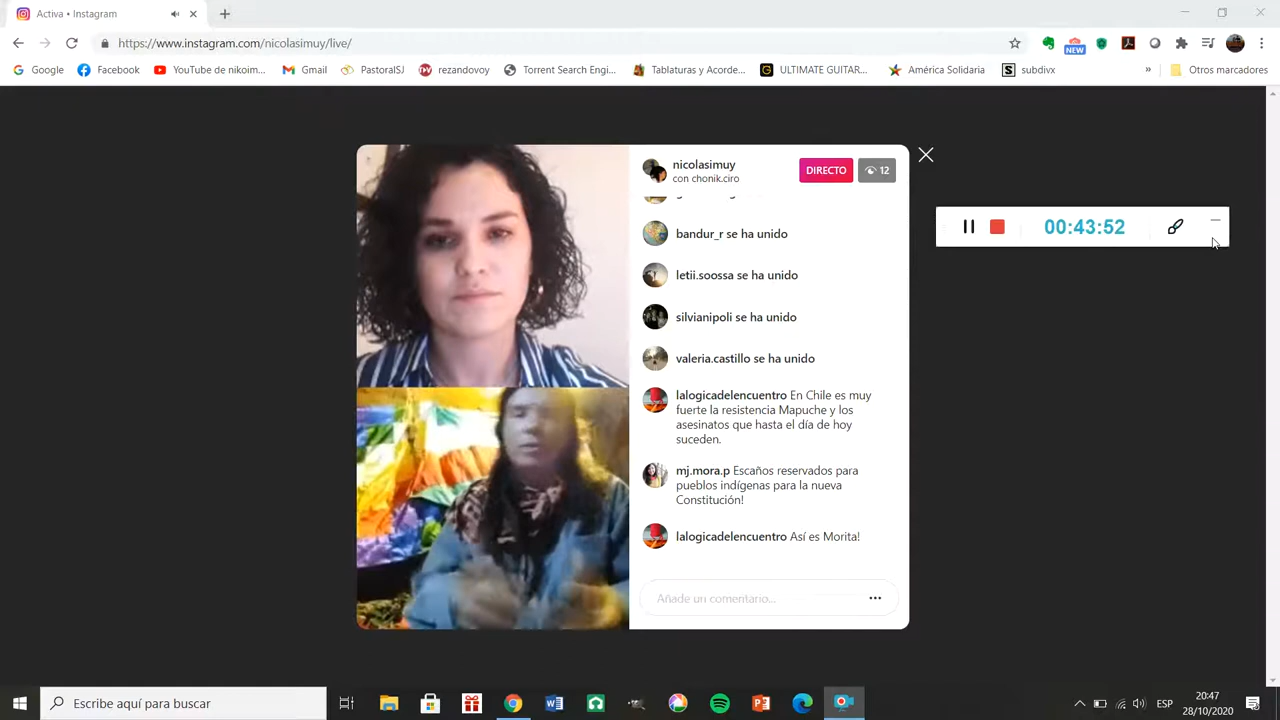 Activa • Instagram
https://www.instagram.com/nicolasimuy/live/
NEW
Google Facebook YouTube de nikoim... Gmail PastoralSJ rezandovoy Torrent Search Engi... Tablaturas y Acorde... ULTIMATE GUITAR... América Solidaria subdivx » Otros marcadores
nicolasimuy
con chonik.ciro
DIRECTO
12
bandur_r se ha unido
letii.soossa se ha unido
silvianipoli se ha unido
valeria.castillo se ha unido
lalogicadelencuentro En Chile es muy
fuerte la resistencia Mapuche y los
asesinatos que hasta el día de hoy
suceden.
mj.mora.p Escaños reservados para
pueblos indígenas para la nueva
Constitución!
lalogicadelencuentro Así es Morita!
Añade un comentario...
00:43:52
Escribe aquí para buscar
ESP
20:47
28/10/2020